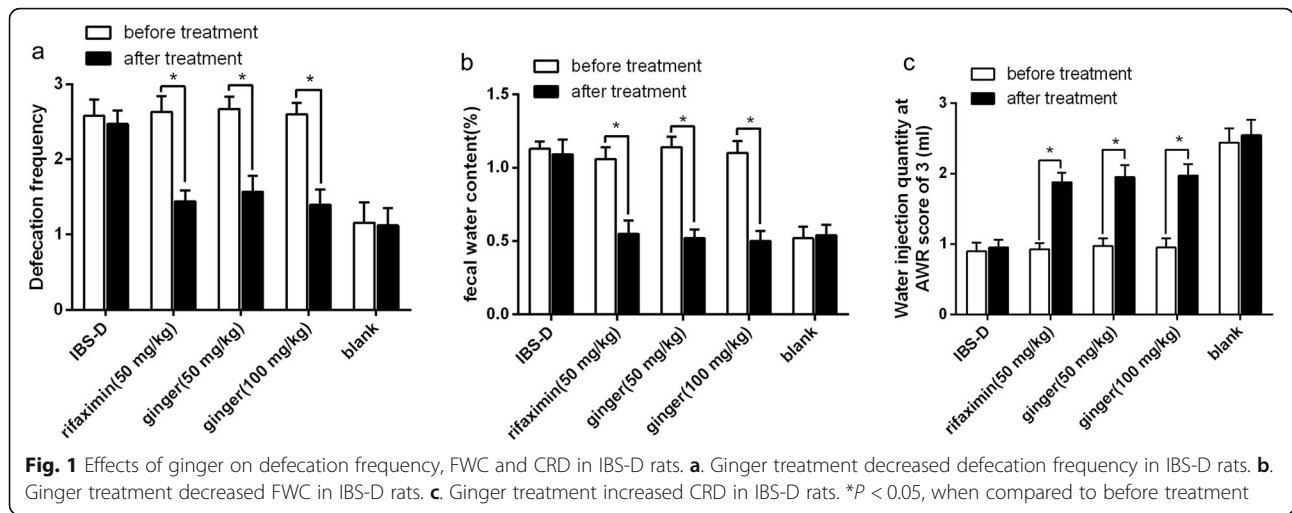 a
before treatment
after treatment
Defecation frequency
3
2
1
0
*
*
*
IBS-D
rifaximin(50 mg/kg)
ginger(50 mg/kg)
ginger(100 mg/kg)
blank
b
before treatment
after treatment
fecal water content(%)
1.5
1.0
0.5
0.0
*
*
*
IBS-D
rifaximin(50 mg/kg)
ginger(50 mg/kg)
ginger(100 mg/kg)
blank
c
before treatment
after treatment
Water injection quantity at
AWR score of 3 (ml)
3
2
1
0
*
*
*
IBS-D
rifaximin(50 mg/kg)
ginger(50 mg/kg)
ginger(100 mg/kg)
blank
Fig. 1 Effects of ginger on defecation frequency, FWC and CRD in IBS-D rats. a. Ginger treatment decreased defecation frequency in IBS-D rats. b.
Ginger treatment decreased FWC in IBS-D rats. c. Ginger treatment increased CRD in IBS-D rats. *P < 0.05, when compared to before treatment